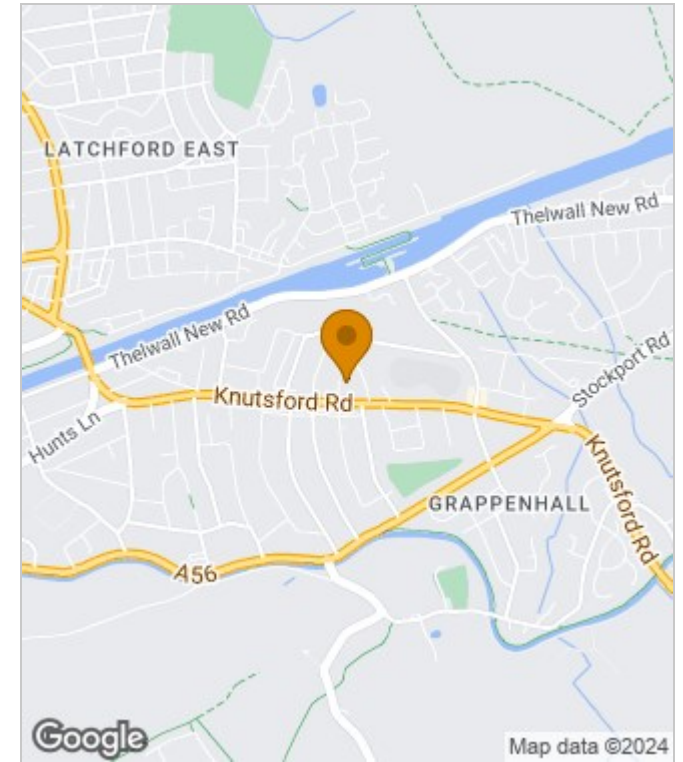 LATCHFORD EAST
Thelwall New Rd
Thelwall New Rd
Stockport Rd
Knutsford Rd
Hunts Ln
Knutsford Rd
GRAPPENHALL
A56
Google
Map data ©2024